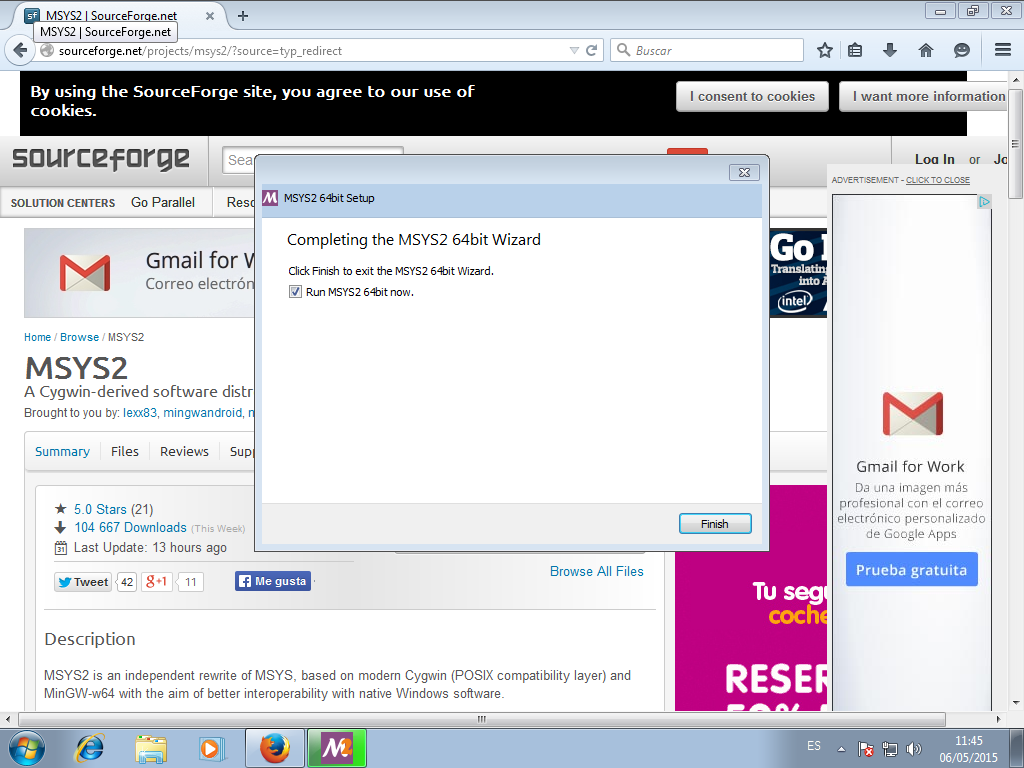 MSYS2 | SourceForge.net
MSYS2 | SourceForge.net
sourceforge.net/projects/msys2/?source=typ_redirect
Buscar
By using the SourceForge site, you agree to our use of
cookies.
I consent to cookies
I want more information
sourceforge
Sea
Log In or Jo
SOLUTION CENTERS Go Parallel Reso
ADVERTISEMENT - CLICK TO CLOSE
MSYS2 64bit Setup
Completing the MSYS2 64bit Wizard
Click Finish to exit the MSYS2 64bit Wizard.
Run MSYS2 64bit now.
Finish
Gmail for W
Correo electrón
Go
Translating
into
intel
Home / Browse / MSYS2
MSYS2
A Cygwin-derived software distr
Brought to you by: lexx83, mingwandroid, n
Summary Files Reviews Supp
5.0 Stars (21)
104 667 Downloads (This Week)
31 Last Update: 13 hours ago
Tweet 42 g+1 11 Me gusta
Browse All Files
Description
MSYS2 is an independent rewrite of MSYS, based on modern Cygwin (POSIX compatibility layer) and
MinGW-w64 with the aim of better interoperability with native Windows software.
Tu segu
coche
RESER
Gmail for Work
Da una imagen más
profesional con el correo
electrónico personalizado
de Google Apps
Prueba gratuita
ES
11:45
06/05/2015